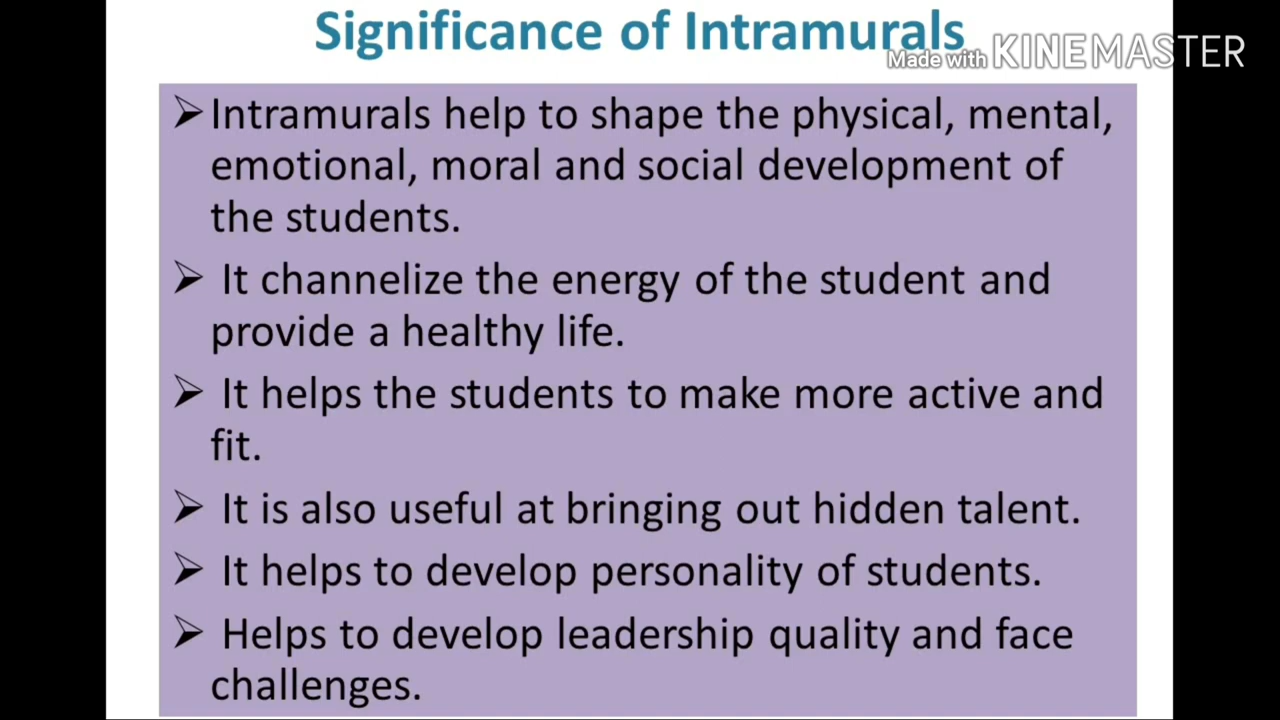 Significance of Intramurals
Made with KINEMASTER
➢Intramurals help to shape the physical, mental,
emotional, moral and social development of
the students.
➢ It channelize the energy of the student and
provide a healthy life.
➢ It helps the students to make more active and
fit.
➢ It is also useful at bringing out hidden talent.
➢ It helps to develop personality of students.
➢ Helps to develop leadership quality and face
challenges.